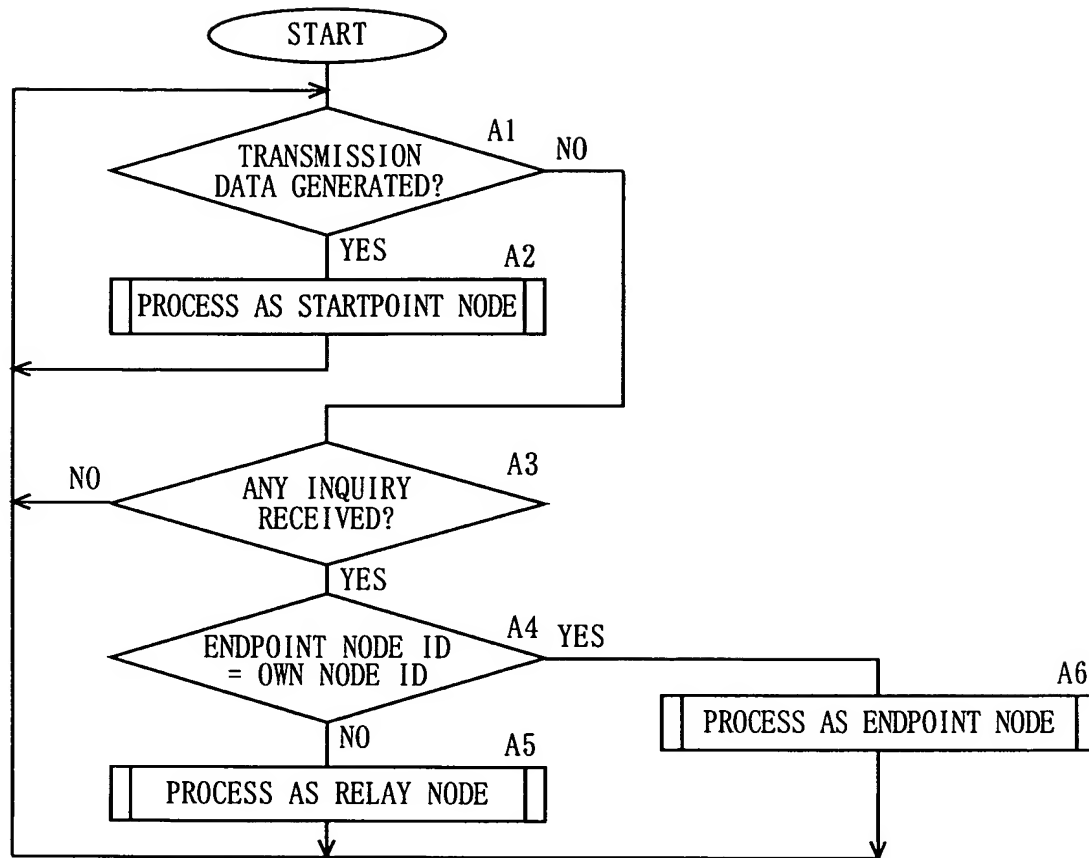 START
A1
NO
TRANSMISSION
DATA GENERATED?
YES
A2
PROCESS AS STARTPOINT NODE
NO
A3
ANY INQUIRY
RECEIVED?
YES
A4
YES
ENDPOINT NODE ID
= OWN NODE ID
A6
PROCESS AS ENDPOINT NODE
NO
A5
PROCESS AS RELAY NODE